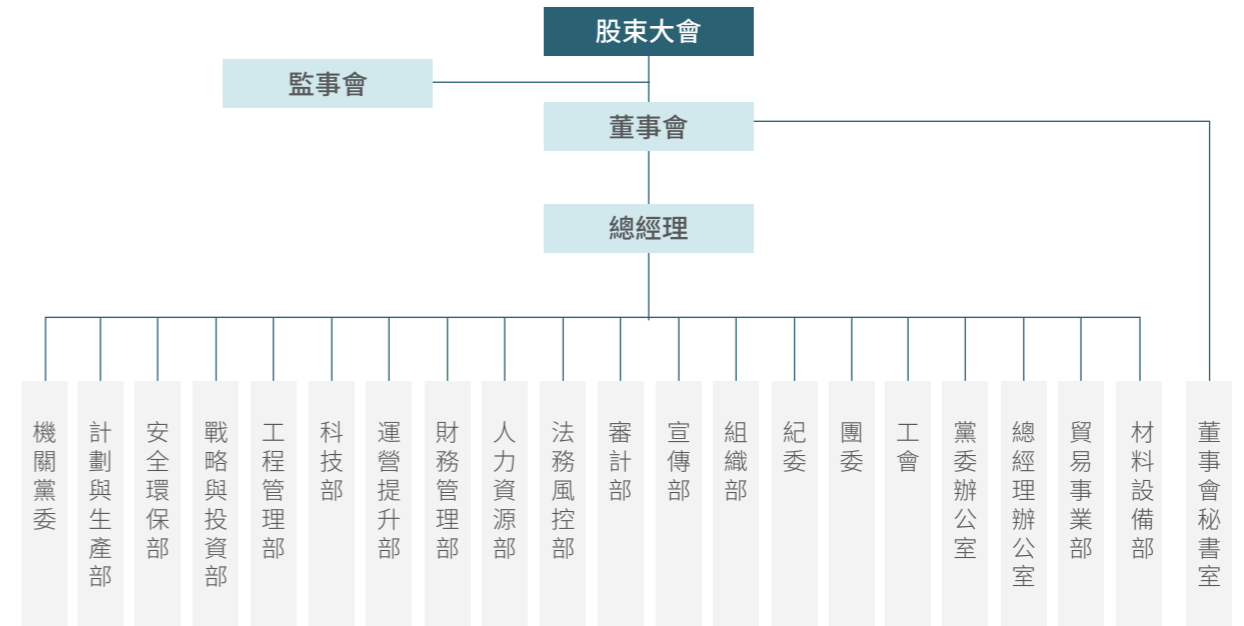 股束大會
監事會
董事會
總經理
機關黨委
計劃與生產部
安全環保部
戰略與投資部
工程管理部
科技部
運營提升部
財務管理部
人力資源部
法務風控部
審計部
宣傳部
組織部
紀委
團委
工會
黨委辦公室
總經理辦公室
貿易事業部
材料設備部
董事會秘書室